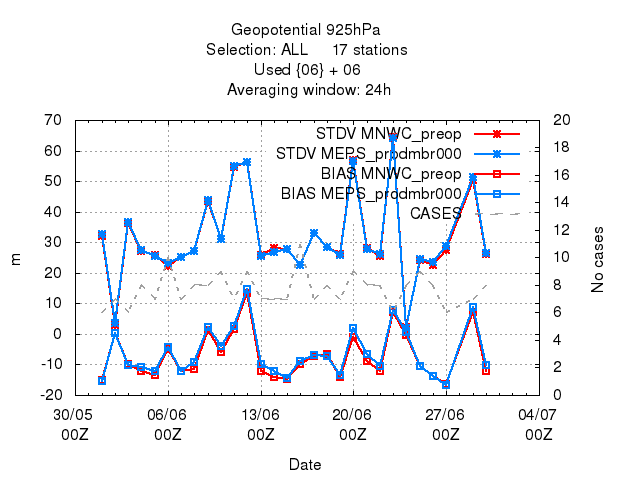 Geopotential 925hPa
Selection: ALL 17 stations
Used {06} + 06
Averaging window: 24h
70
60
50
40
30
20
10
0
-10
-20
m
20
18
16
14
12
10
8
6
4
2
0
No cases
STDV MNWC_preop
STDV MEPS_prodmbr000
BIAS MNWC_preop
BIAS MEPS_prodmbr000
CASES
30/05 06/06 13/06 20/06 27/06 04/07
00Z 00Z 00Z 00Z 00Z 00Z
Date